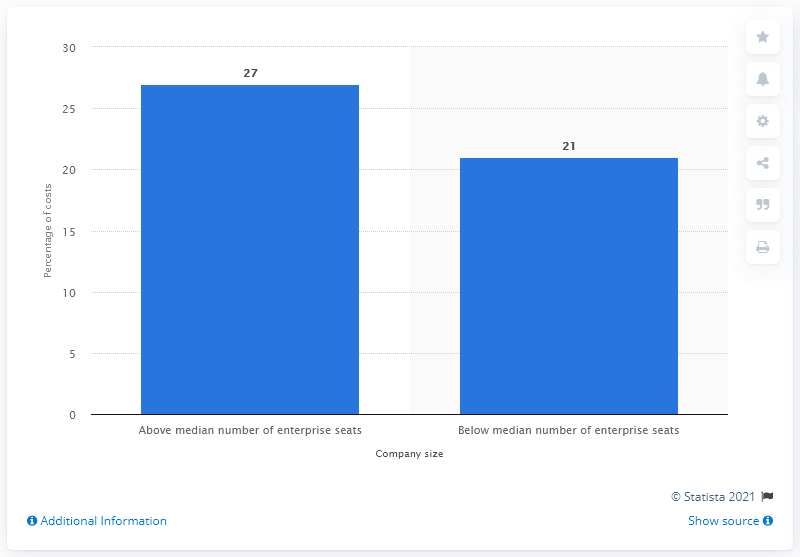 30
25
20
15
10
5
0
Percentage of costs
27
21
Above median number of enterprise seats
Below median number of enterprise seats
Company size
© Statista 2021
Additional Information
Show source